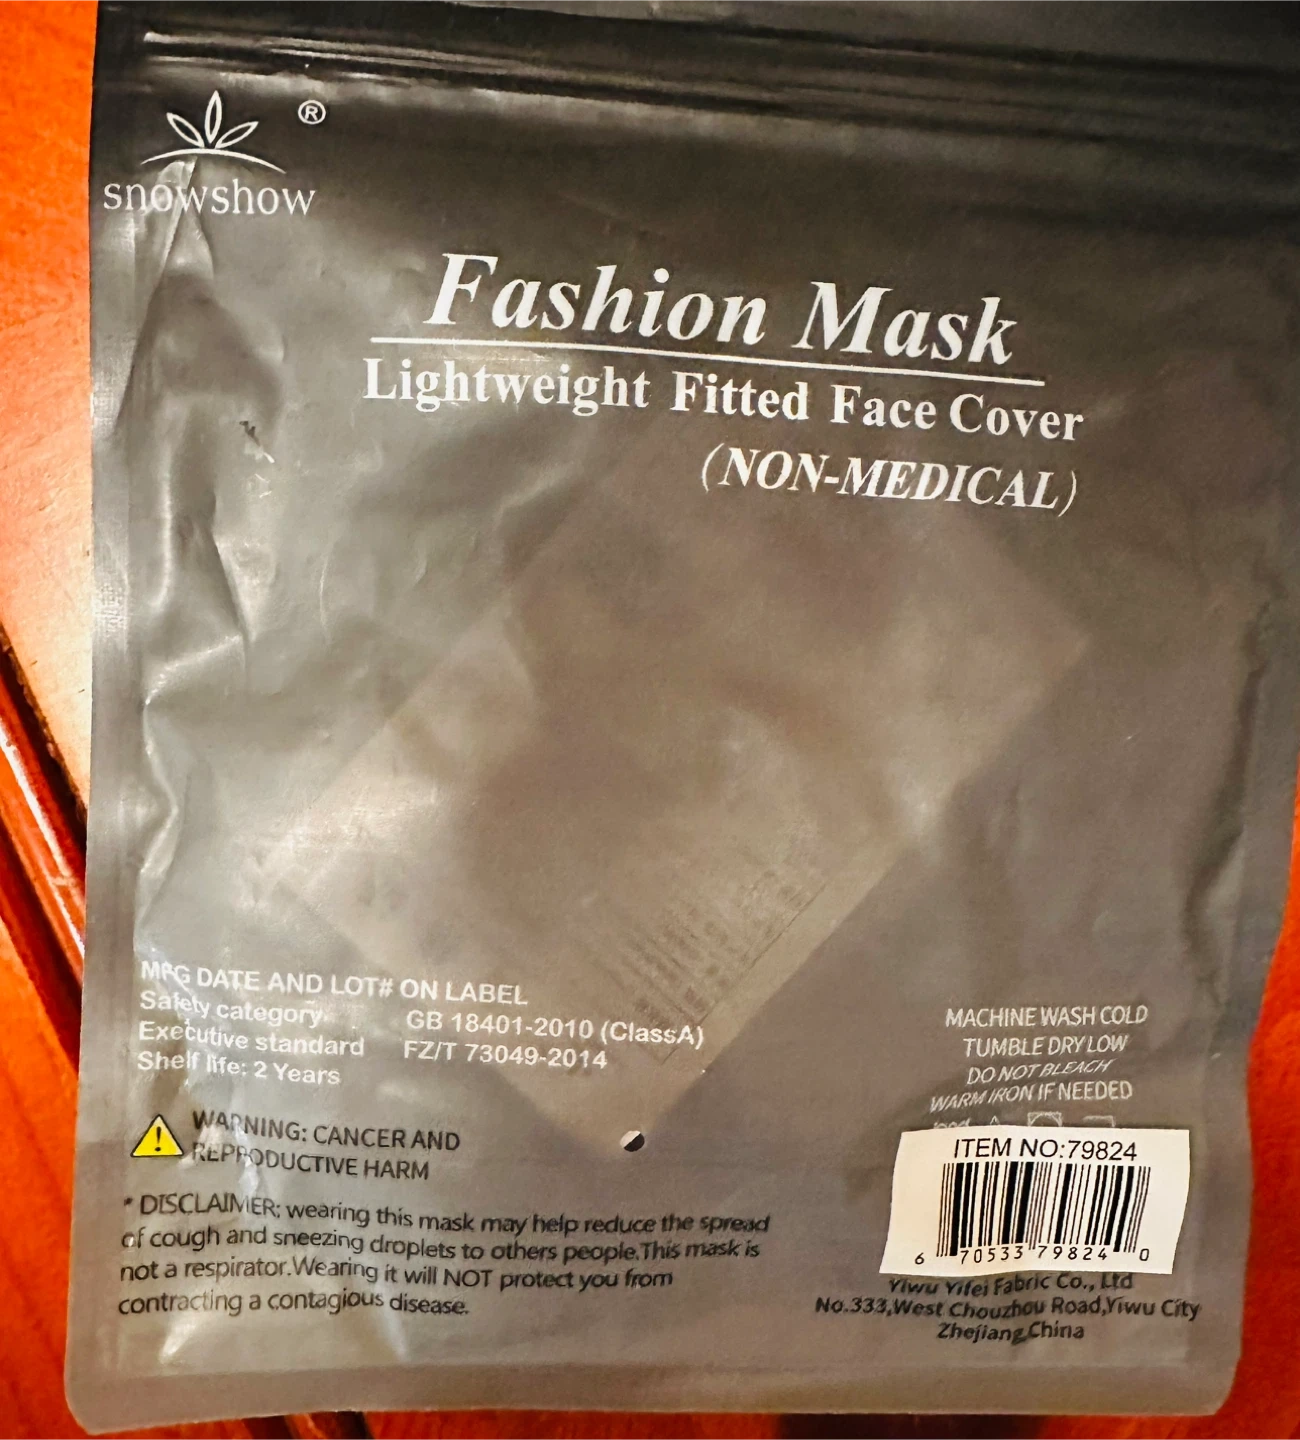 ®
snowshow
Fashion Mask
Lightweight Fitted Face Cover
(NON-MEDICAL)
MFG DATE AND LOT# ON LABEL
Safety category GB 18401-2010 (ClassA)
Executive standard FZ/T 73049-2014
Shelf life: 2 Years
WARNING: CANCER AND
REPRODUCTIVE HARM
* DISCLAIMER: wearing this mask may help reduce the spread
of cough and sneezing droplets to others people.This mask is
not a respirator.Wearing it will NOT protect you from
contracting a contagious disease.
MACHINE WASH COLD
TUMBLE DRY LOW
DO NOT BLEACH
WARM IRON IF NEEDED
ITEM NO:79824
6 70533 79824 0
Yiwu Yifei Fabric Co., Ltd
No.333,West Chouzhou Road,Yiwu City
Zhejiang,China